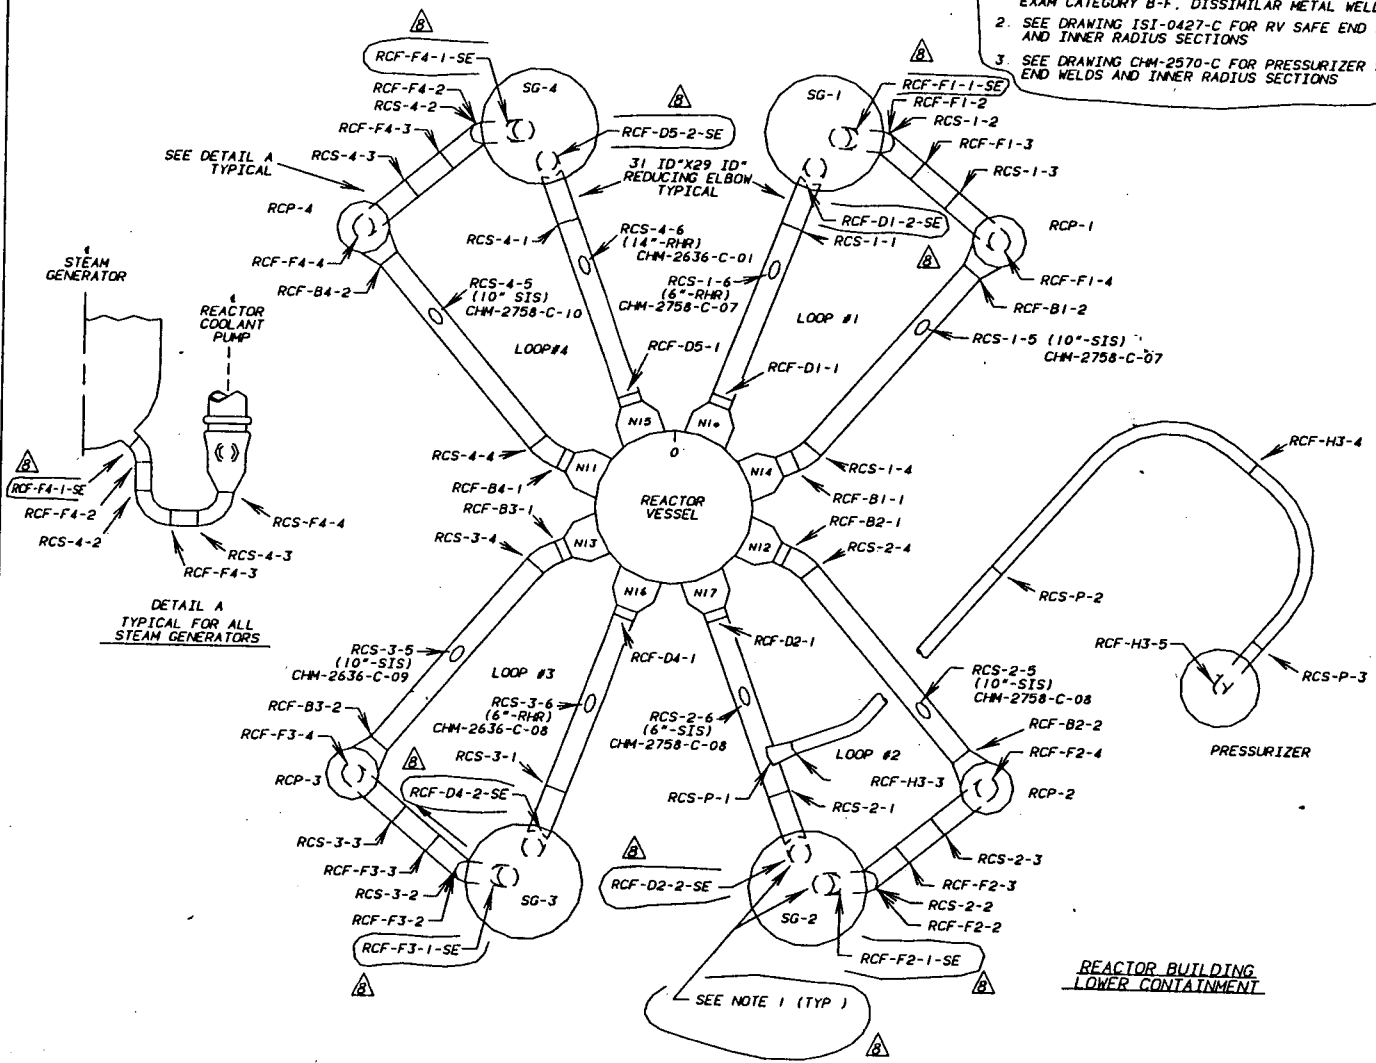 EXAM CATEGORY B-F, DISSIMILAR METAL WELL
2. SEE DRAWING ISI-0427-C FOR RV SAFE END
AND INNER RADIUS SECTIONS
3. SEE DRAWING CHM-2570-C FOR PRESSURIZER
END WELDS AND INNER RADIUS SECTIONS
8
RCF-F4-1-SE
SG-4
RCF-F4-2
RCS-4-2
RCF-F4-3
RCS-4-3
SEE DETAIL A
TYPICAL
RCP-4
RCF-F4-4
RCF-B4-2
8
RCF-D5-2-SE
31 ID"X29 ID"
REDUCING ELBOW
TYPICAL
RCS-4-1
RCS-4-6
(14"-RHR)
CHM-2636-C-01
RCS-4-5
(10" SIS)
CHM-2758-C-10
LOOP#4
RCF-D5-1
N15
RCS-4-4
RCF-B4-1
N11
8
SG-1
RCF-F1-1-SE
RCF-F1-2
RCS-1-2
RCF-F1-3
RCS-1-3
RCP-1
RCF-F1-4
RCF-B1-2
RCF-D1-2-SE
RCS-1-1
8
RCS-1-6
(6"-RHR)
CHM-2758-C-07
LOOP #1
RCS-1-5 (10"-SIS)
CHM-2758-C-07
RCF-D1-1
N14
RCS-1-4
RCF-B1-1
0
REACTOR
VESSEL
STEAM
GENERATOR
REACTOR
COOLANT
PUMP
8
RCF-F4-1-SE
RCF-F4-2
RCS-4-2
RCF-F4-3
RCS-4-3
RCS-F4-4
DETAIL A
TYPICAL FOR ALL
STEAM GENERATORS
RCF-B3-1
RCS-3-4
N13
N16
RCF-D4-1
RCS-3-5
(10"-SIS)
CHM-2636-C-09
LOOP #3
RCS-3-6
(6"-RHR)
CHM-2636-C-08
RCF-B3-2
RCF-F3-4
RCP-3
RCS-3-1
8
RCF-D4-2-SE
RCS-3-3
RCF-F3-3
RCS-3-2
RCF-F3-2
RCF-F3-1-SE
SG-3
8
RCF-B2-1
RCS-2-4
N12
N17
RCF-D2-1
RCS-2-6
(6"-SIS)
CHM-2758-C-08
RCS-2-5
(10"-SIS)
CHM-2758-C-08
LOOP #2
RCF-H3-3
RCS-P-1
RCS-2-1
RCF-B2-2
RCF-F2-4
RCP-2
8
RCF-D2-2-SE
SG-2
RCS-2-3
RCF-F2-3
RCS-2-2
RCF-F2-2
RCF-F2-1-SE
8
SEE NOTE 1 (TYP )
8
RCF-H3-4
RCS-P-2
RCF-H3-5
RCS-P-3
PRESSURIZER
REACTOR BUILDING
LOWER CONTAINMENT